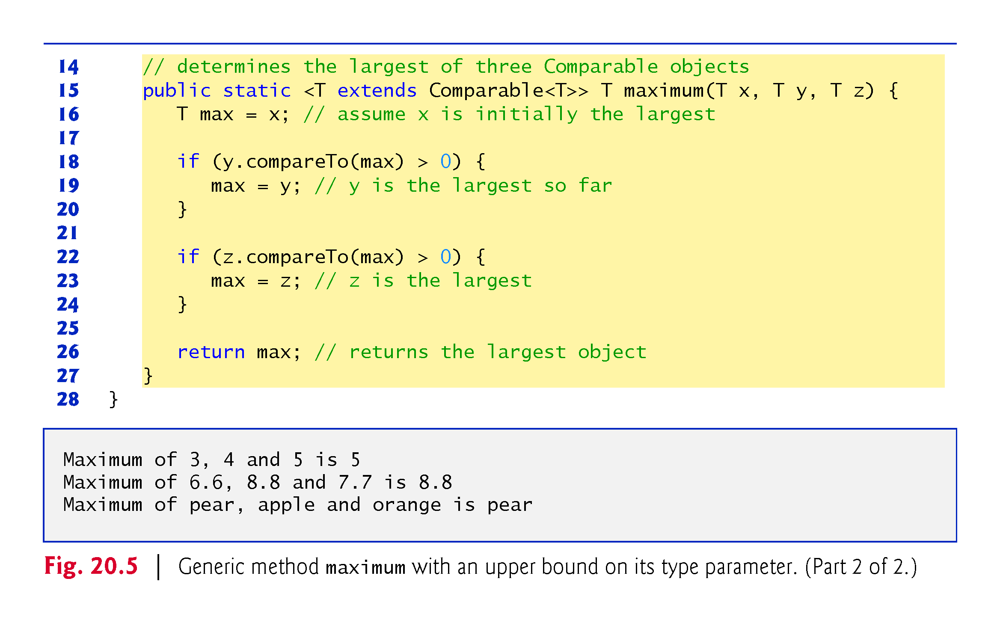 14 // determines the largest of three Comparable objects
15 public static <T extends Comparable<T>> T maximum(T x, T y, T z) {
16 T max = x; // assume x is initially the largest
17
18 if (y.compareTo(max) > 0) {
19 max = y; // y is the largest so far
20 }
21
22 if (z.compareTo(max) > 0) {
23 max = z; // z is the largest
24 }
25
26 return max; // returns the largest object
27 }
28 }
Maximum of 3, 4 and 5 is 5
Maximum of 6.6, 8.8 and 7.7 is 8.8
Maximum of pear, apple and orange is pear
Fig. 20.5 | Generic method maximum with an upper bound on its type parameter. (Part 2 of 2.)